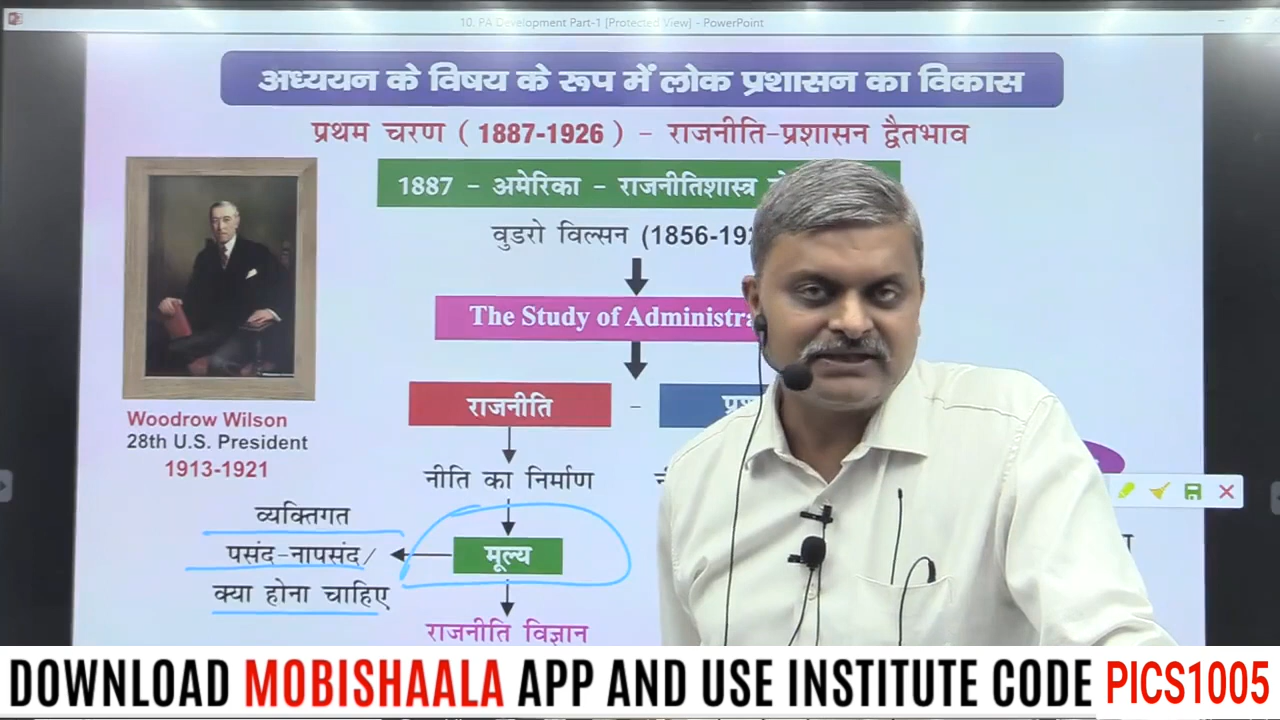 10. PA Development Part-1 [Protected View] - PowerPoint
अध्ययन के विषय के रूप में लोक प्रशासन का विकास
प्रथम चरण ( 1887-1926 ) - राजनीति-प्रशासन द्वैतभाव
1887 - अमेरिका - राजनीतिशास्त्र
वुडरो विल्सन (1856-192
The Study of Administra
राजनीति -
नीति का निर्माण
Woodrow Wilson
28th U.S. President
1913-1921
व्यक्तिगत
पसंद-नापसंद/
क्या होना चाहिए
मूल्य
राजनीति विज्ञान
DOWNLOAD MOBISHAALA APP AND USE INSTITUTE CODE PICS1005